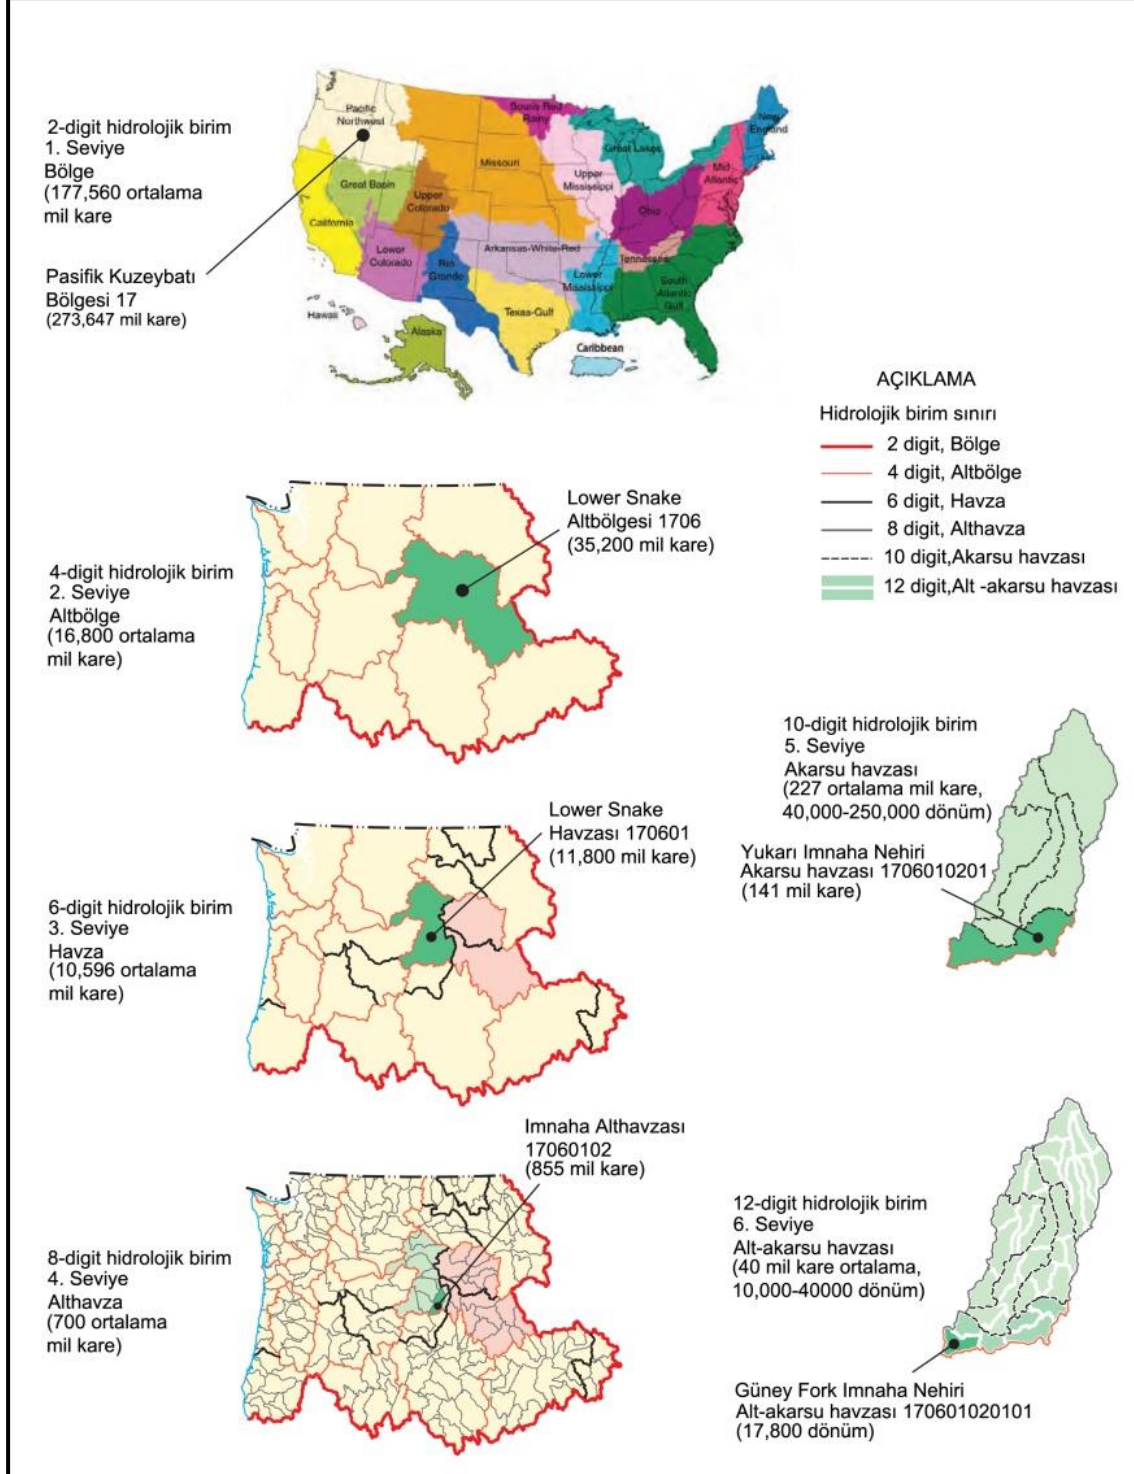 2-digit hidrolojik birim
1. Seviye
Bölge
(177,560 ortalama
mil kare
Pasifik Kuzeybatı
Bölgesi 17
(273,647 mil kare)
Pacific
Northwest
Souris Red
Rainy
New
England
Great Lakes
Missouri
Upper
Mississippi
Mid
Atlantic
Great Basin
Upper
Colorado
Ohio
California
Lower
Colorado
Rio
Grande
Arkansas-White-Red
Tennessee
Lower
Mississippi
South
Atlantic
Gulf
Texas-Gulf
Hawaii
Alaska
Caribbean
AÇIKLAMA
Hidrolojik birim sınırı
2 digit, Bölge
4 digit, Altbölge
6 digit, Havza
8 digit, Althavza
10 digit,Akarsu havzası
12 digit,Alt -akarsu havzası
4-digit hidrolojik birim
2. Seviye
Altbölge
(16,800 ortalama
mil kare)
Lower Snake
Altbölgesi 1706
(35,200 mil kare)
6-digit hidrolojik birim
3. Seviye
Havza
(10,596 ortalama
mil kare)
Lower Snake
Havzası 170601
(11,800 mil kare)
8-digit hidrolojik birim
4. Seviye
Althavza
(700 ortalama
mil kare)
Imnaha Althavzası
17060102
(855 mil kare)
10-digit hidrolojik birim
5. Seviye
Akarsu havzası
(227 ortalama mil kare,
40,000-250,000 dönüm)
Yukarı Imnaha Nehiri
Akarsu havzası 1706010201
(141 mil kare)
12-digit hidrolojik birim
6. Seviye
Alt-akarsu havzası
(40 mil kare ortalama,
10,000-40000 dönüm)
Güney Fork Imnaha Nehiri
Alt-akarsu havzası 170601020101
(17,800 dönüm)